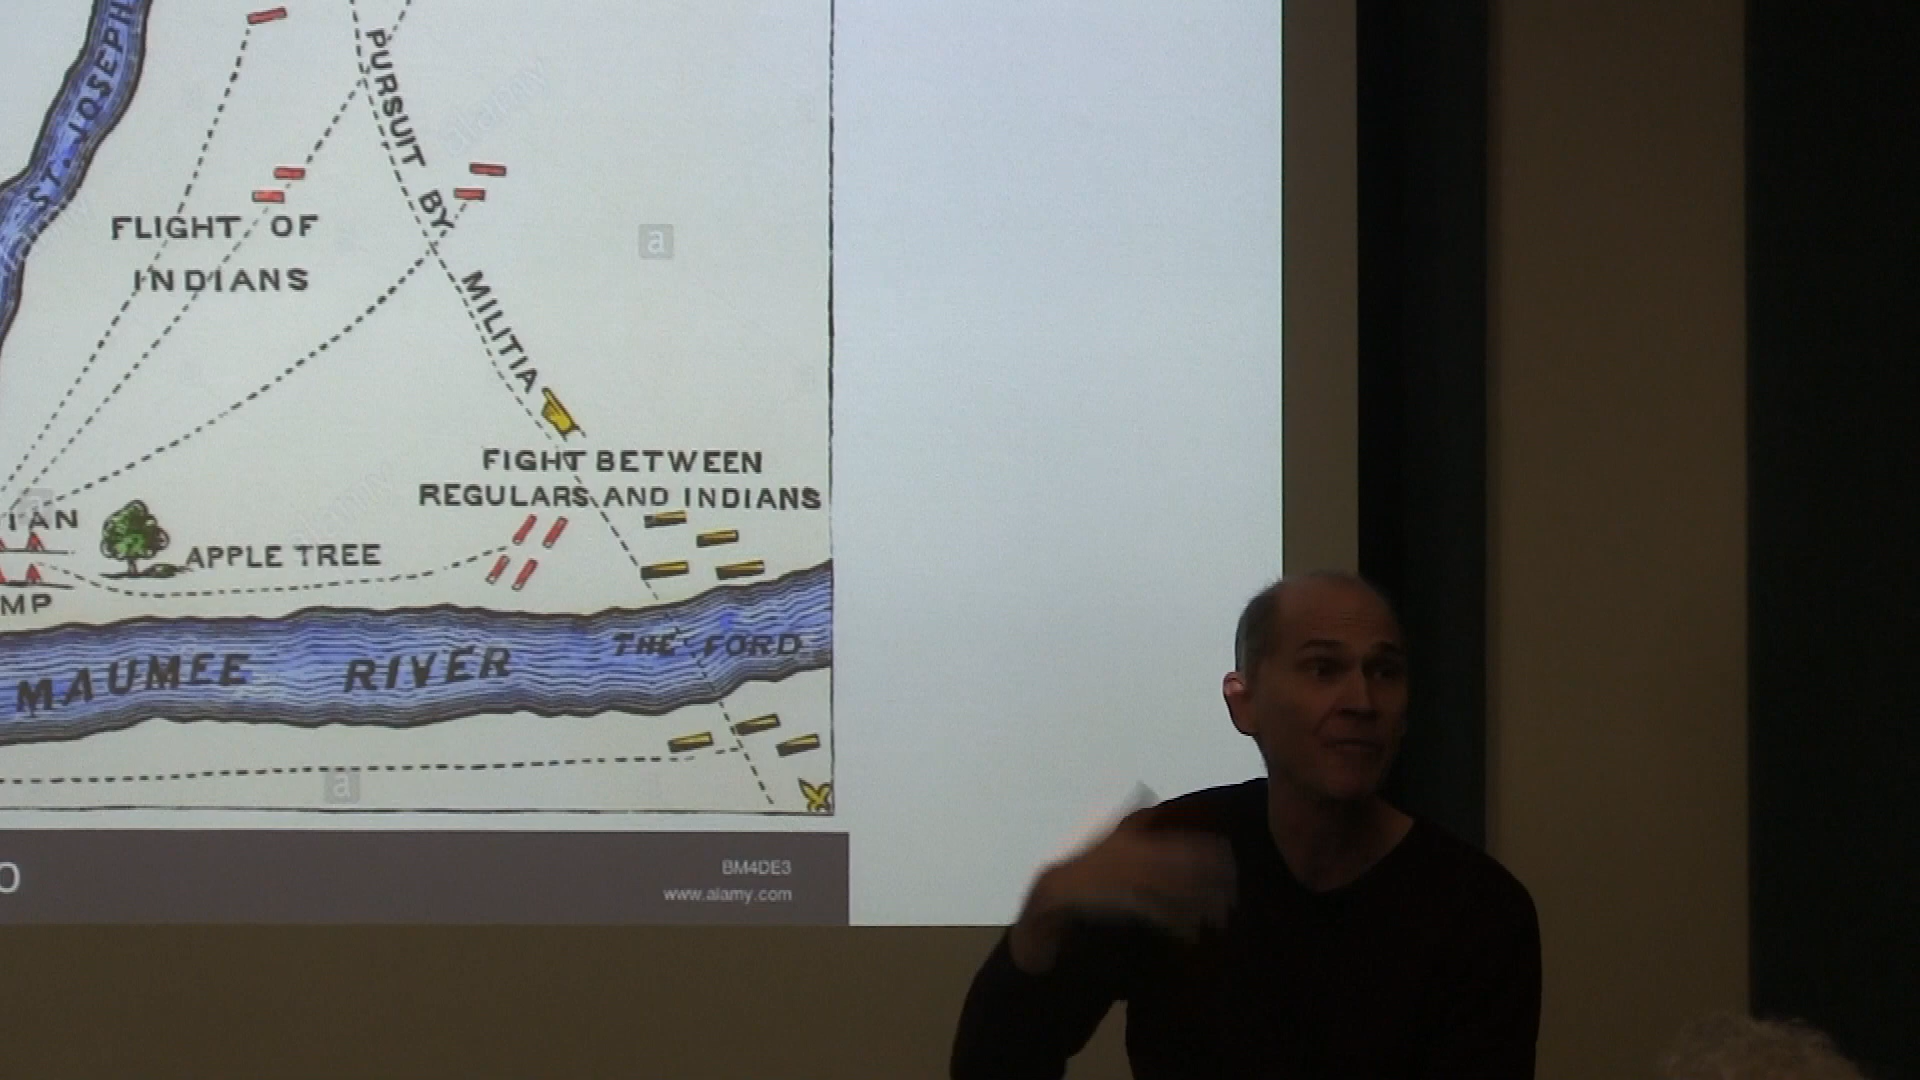 ST. JOSEPH
PURSUIT BY MILITIA
FLIGHT OF
INDIANS
FIGHT BETWEEN
REGULARS AND INDIANS
IAN
APPLE TREE
MP
THE FORD
MAUMEE RIVER
a
a
alamy
BM4DE3
www.alamy.com